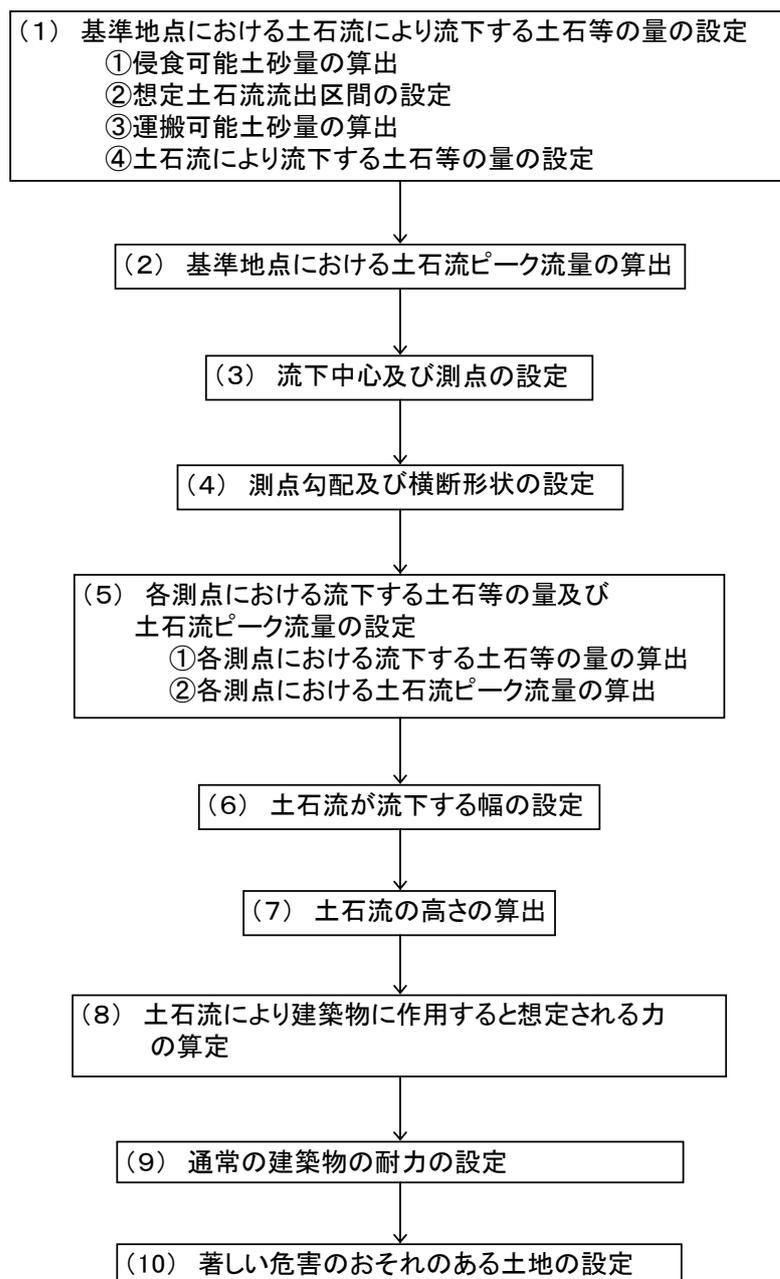 （１） 基準地点における土石流により流下する土石等の量の設定
①侵食可能土砂量の算出
②想定土石流流出区間の設定
③運搬可能土砂量の算出
④土石流により流下する土石等の量の設定
（２） 基準地点における土石流ピーク流量の算出
（３） 流下中心及び測点の設定
（４） 測点勾配及び横断形状の設定
（５） 各測点における流下する土石等の量及び
土石流ピーク流量の設定
①各測点における流下する土石等の量の算出
②各測点における土石流ピーク流量の算出
（６） 土石流が流下する幅の設定
（７） 土石流の高さの算出
（８） 土石流により建築物に作用すると想定される力
の算定
（９） 通常の建築物の耐力の設定
（10） 著しい危害のおそれのある土地の設定